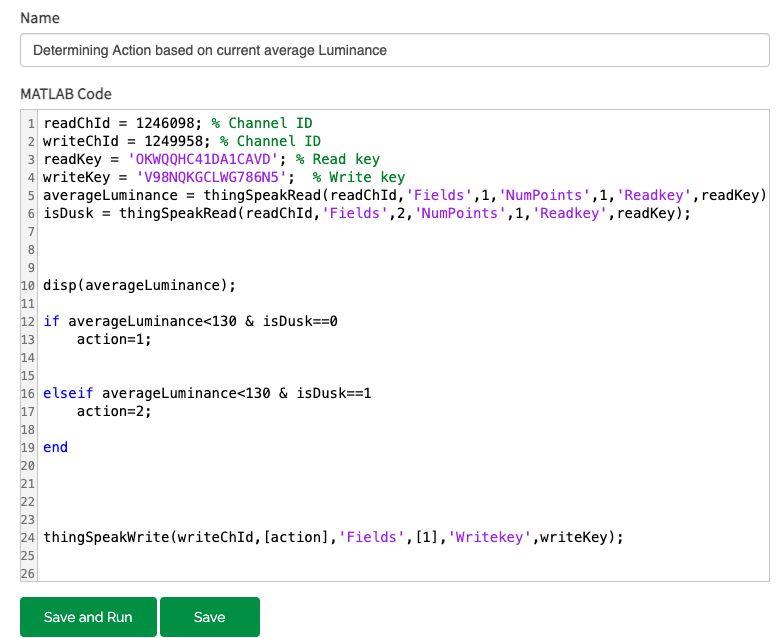 Name
Determining Action based on current average Luminance
MATLAB Code
1 readChId = 1246098; % Channel ID
2 writeChId = 1249958; % Channel ID
3 readKey = 'OKWQQHC41DA1CAVD'; % Read key
4 writeKey = 'V98NQKGCLWG786N5';  % Write key
5 averageLuminance = thingSpeakRead(readChId,'Fields',1,'NumPoints',1,'Readkey',readKey)
6 isDusk = thingSpeakRead(readChId,'Fields',2,'NumPoints',1,'Readkey',readKey);
7
8
9
10 disp(averageLuminance);
11
12 if averageLuminance<130 & isDusk==0
13     action=1;
14
15
16 elseif averageLuminance<130 & isDusk==1
17     action=2;
18
19 end
20
21
22
23
24 thingSpeakWrite(writeChId,[action],'Fields',[1],'Writekey',writeKey);
25
26
Save and Run Save